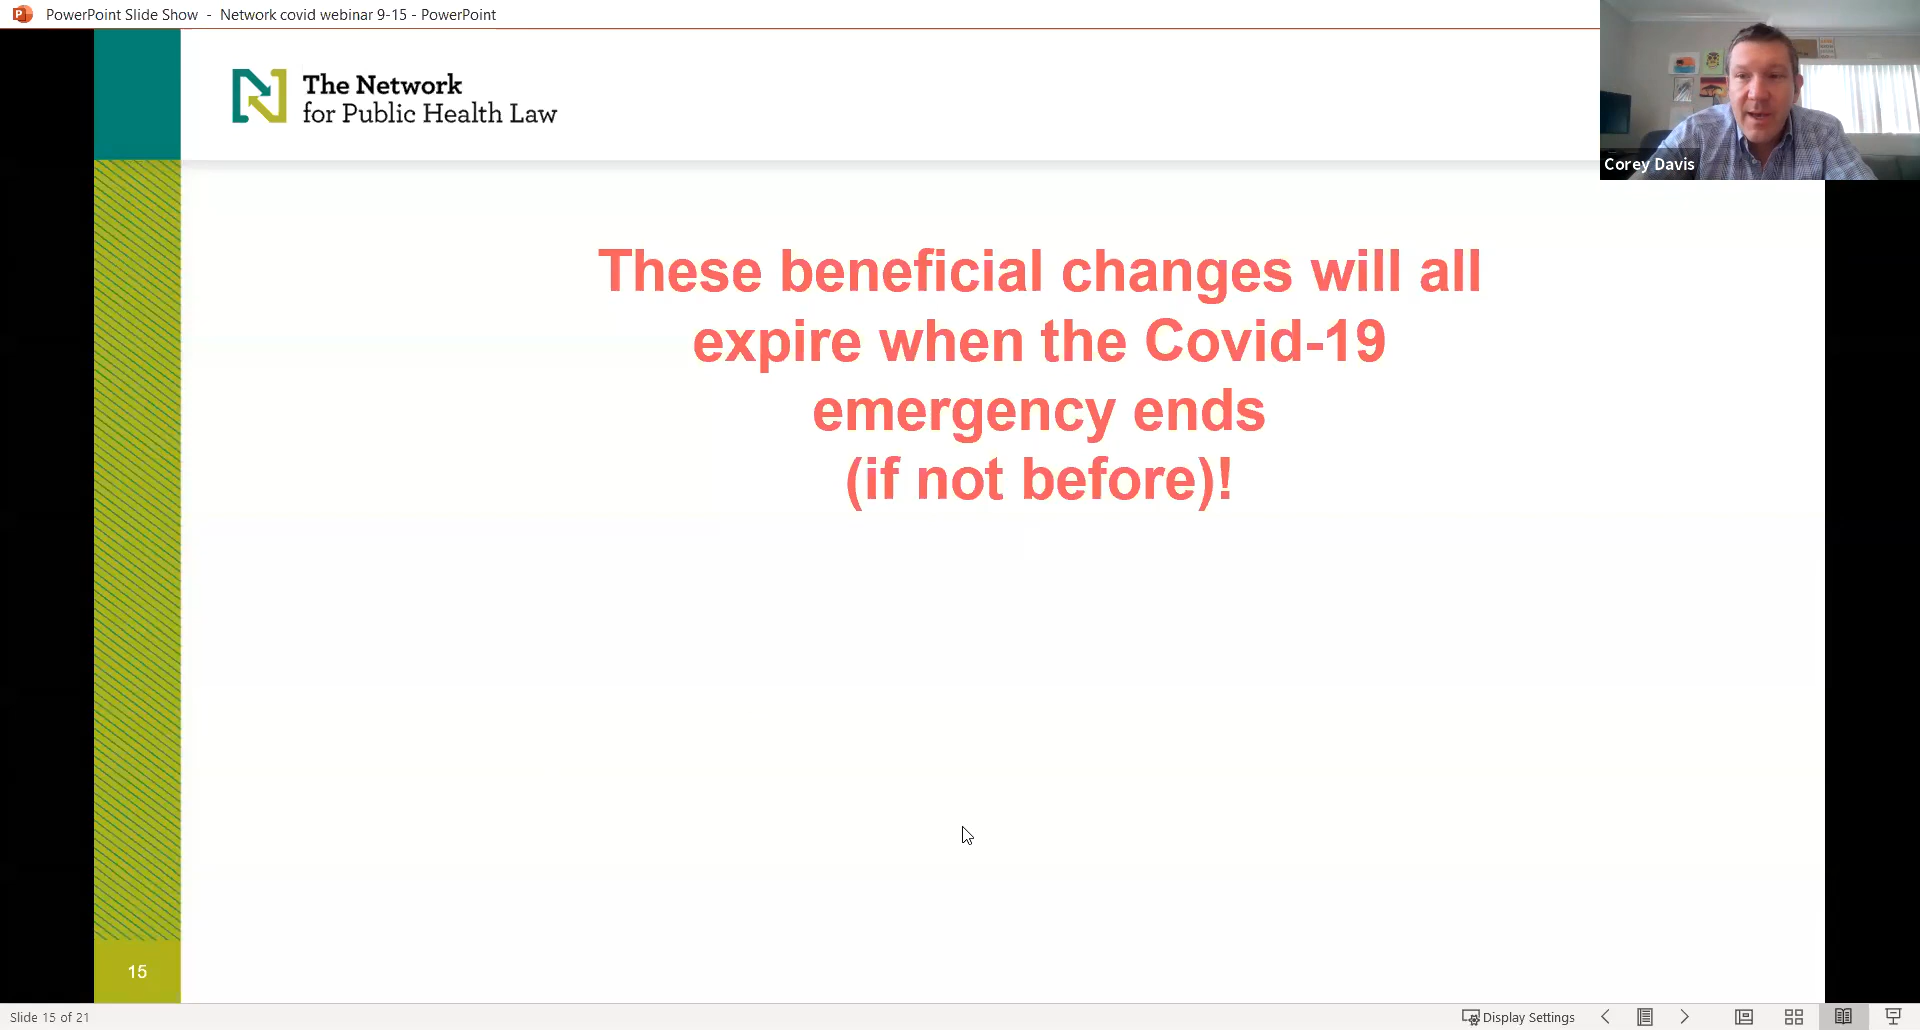 PowerPoint Slide Show - Network covid webinar 9-15 - PowerPoint
The Network
for Public Health Law
Corey Davis
These beneficial changes will all
expire when the Covid-19
emergency ends
(if not before)!
15
Slide 15 of 21
Display Settings